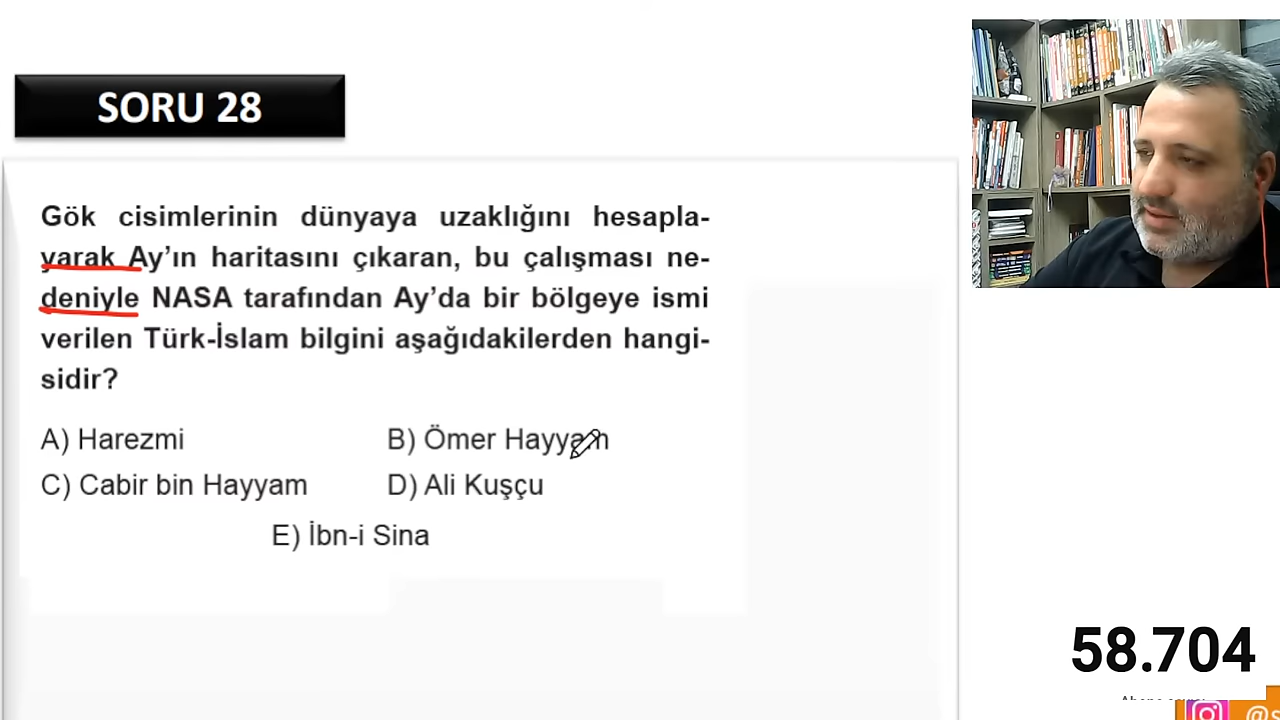 SORU 28
Gök cisimlerinin dünyaya uzaklığını hesapla-
yarak Ay'ın haritasını çıkaran, bu çalışması ne-
deniyle NASA tarafından Ay'da bir bölgeye ismi
verilen Türk-İslam bilgini aşağıdakilerden hangi-
sidir?
A) Harezmi
B) Ömer Hayyam
C) Cabir bin Hayyam
D) Ali Kuşçu
E) İbn-i Sina
58.704